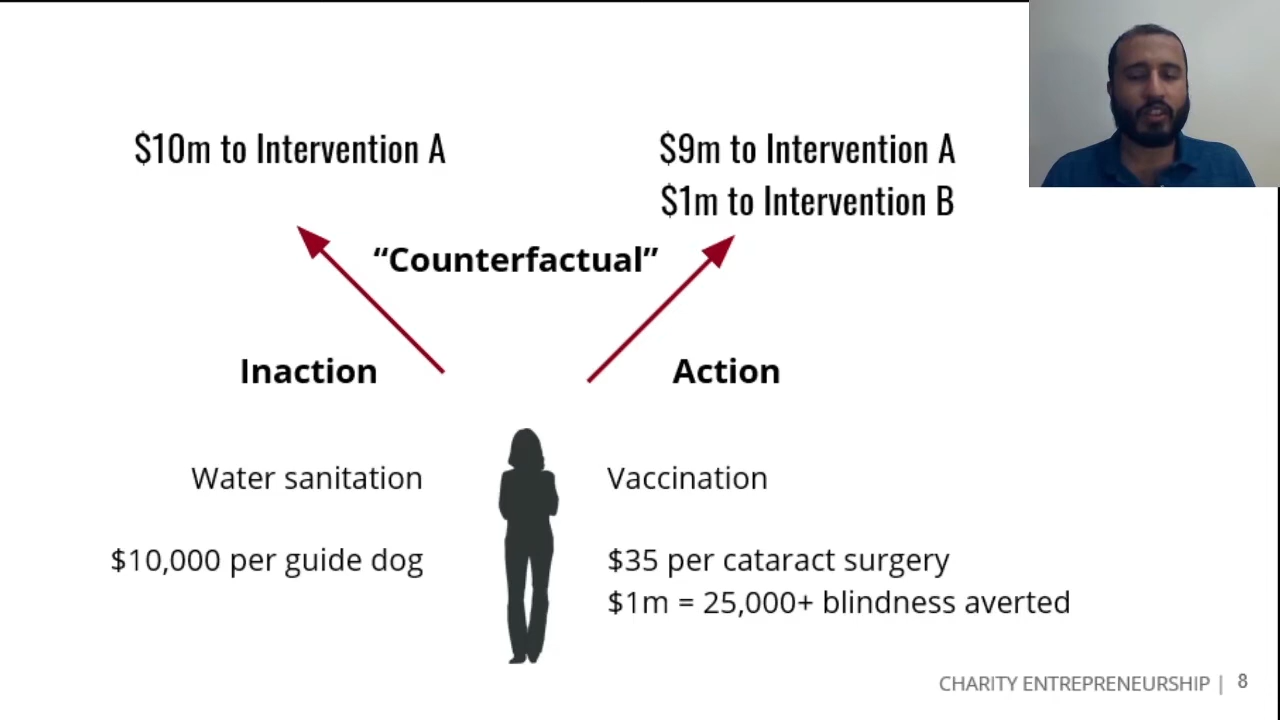 $10m to Intervention A
$9m to Intervention A
$1m to Intervention B
“Counterfactual”
Inaction
Action
Water sanitation
Vaccination
$10,000 per guide dog
$35 per cataract surgery
$1m = 25,000+ blindness averted
CHARITY ENTREPRENEURSHIP | 8